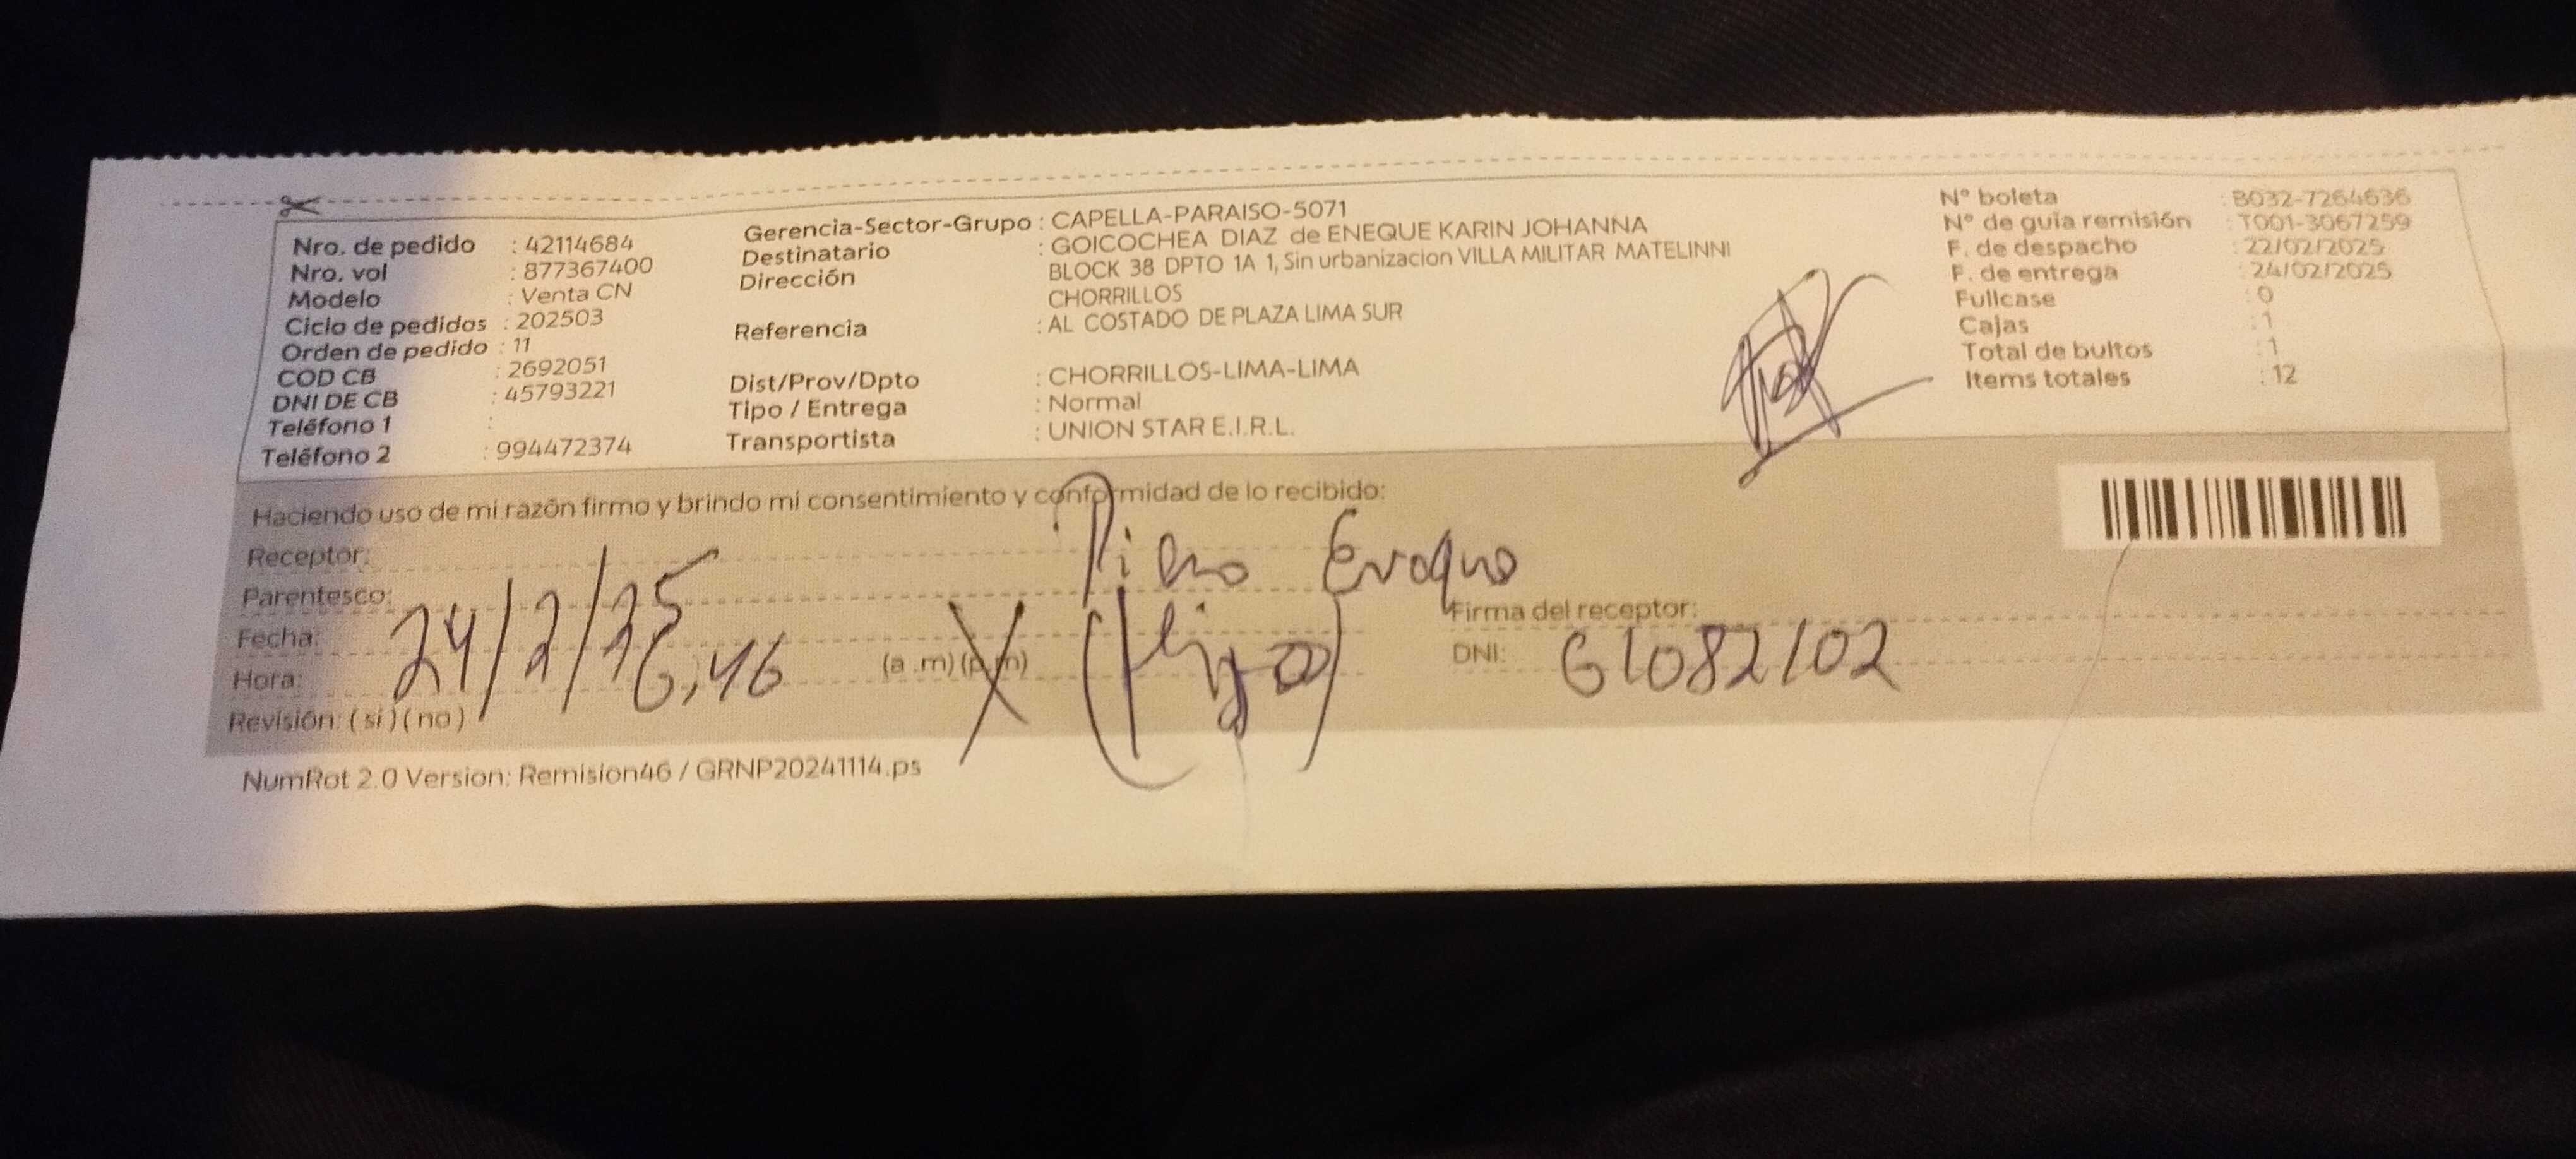 Nro. de pedido : 42114684
Nro. vol : 877367400
Modelo : Venta CN
Ciclo de pedidos : 202503
Orden de pedido : 11
COD CB : 2692051
DNI DE CB : 45793221
Teléfono 1 :
Teléfono 2 : 994472374
Gerencia-Sector-Grupo : CAPELLA-PARAISO-5071
Destinatario : GOICOCHEA DIAZ de ENEQUE KARIN JOHANNA
Dirección BLOCK 38 DPTO 1A 1, Sin urbanizacion VILLA MILITAR MATELINNI
CHORRILLOS
Referencia : AL COSTADO DE PLAZA LIMA SUR
Dist/Prov/Dpto : CHORRILLOS-LIMA-LIMA
Tipo / Entrega : Normal
Transportista : UNION STAR E.I.R.L.
N° boleta : B032-7264636
N° de guía remisión : T001-3067259
F. de despacho : 22/02/2025
F. de entrega : 24/02/2025
Fullcase : 0
Cajas : 1
Total de bultos : 1
Items totales : 12
Haciendo uso de mi razón firmo y brindo mi consentimiento y conformidad de lo recibido:
Receptor:
Parentesco:
Fecha: 24/2/25
Hora: 6,46 (a .m) (p.m)
Revisión: (si) (no)
(Hijo)
Firma del receptor:
DNI: 61082102
NumRot 2.0 Version: Remision46 / GRNP20241114.ps